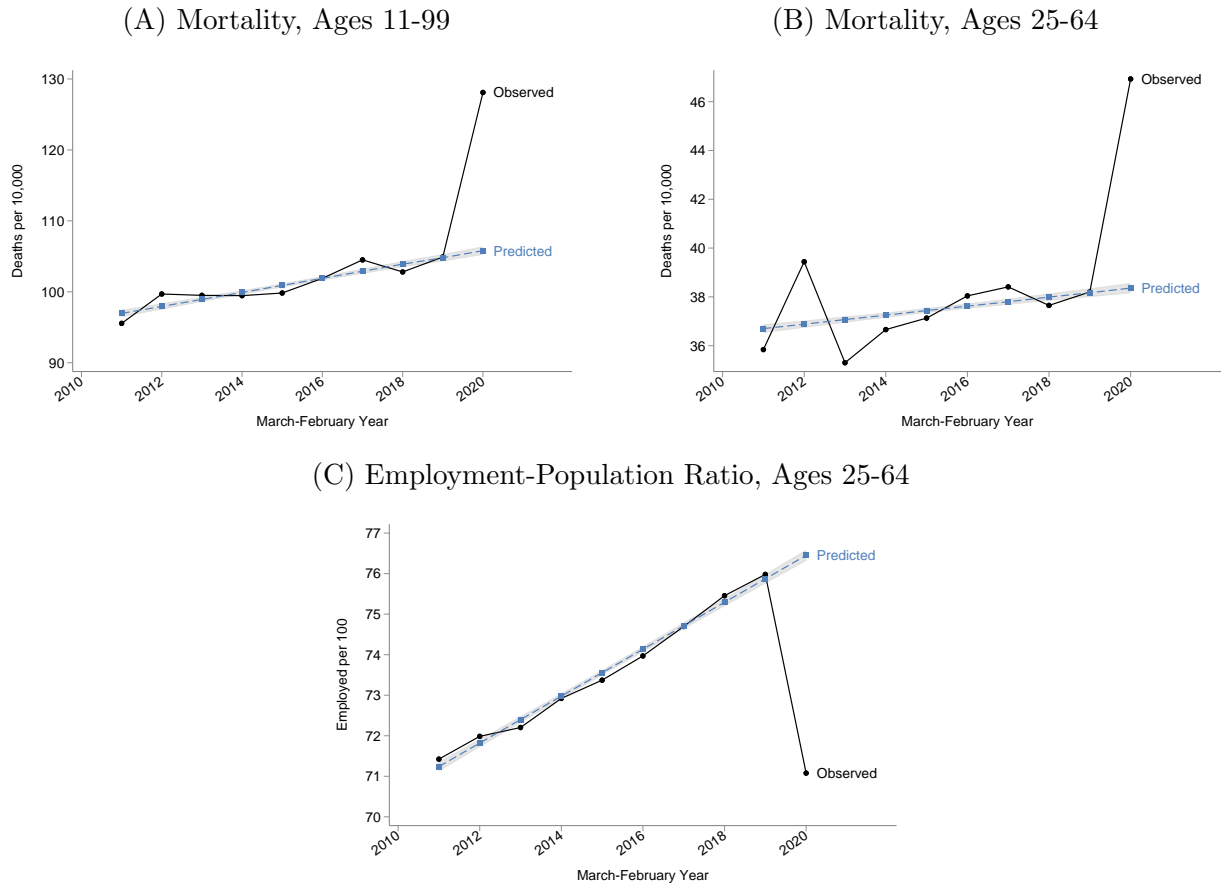 (A) Mortality, Ages 11-99
130
120
110
100
90
Deaths per 10,000
Observed
Predicted
2010
2012
2014
2016
2018
2020
March-February Year
(B) Mortality, Ages 25-64
46
44
42
40
38
36
Deaths per 10,000
Observed
Predicted
2010
2012
2014
2016
2018
2020
March-February Year
(C) Employment-Population Ratio, Ages 25-64
77
76
75
74
73
72
71
70
Employed per 100
Predicted
Observed
2010
2012
2014
2016
2018
2020
March-February Year